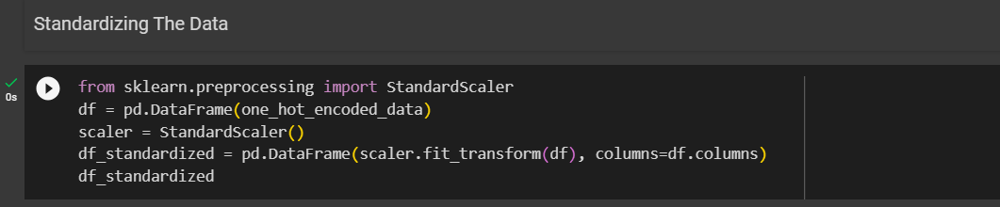 Standardizing The Data
0s
from sklearn.preprocessing import StandardScaler
df = pd.DataFrame(one_hot_encoded_data)
scaler = StandardScaler()
df_standardized = pd.DataFrame(scaler.fit_transform(df), columns=df.columns)
df_standardized